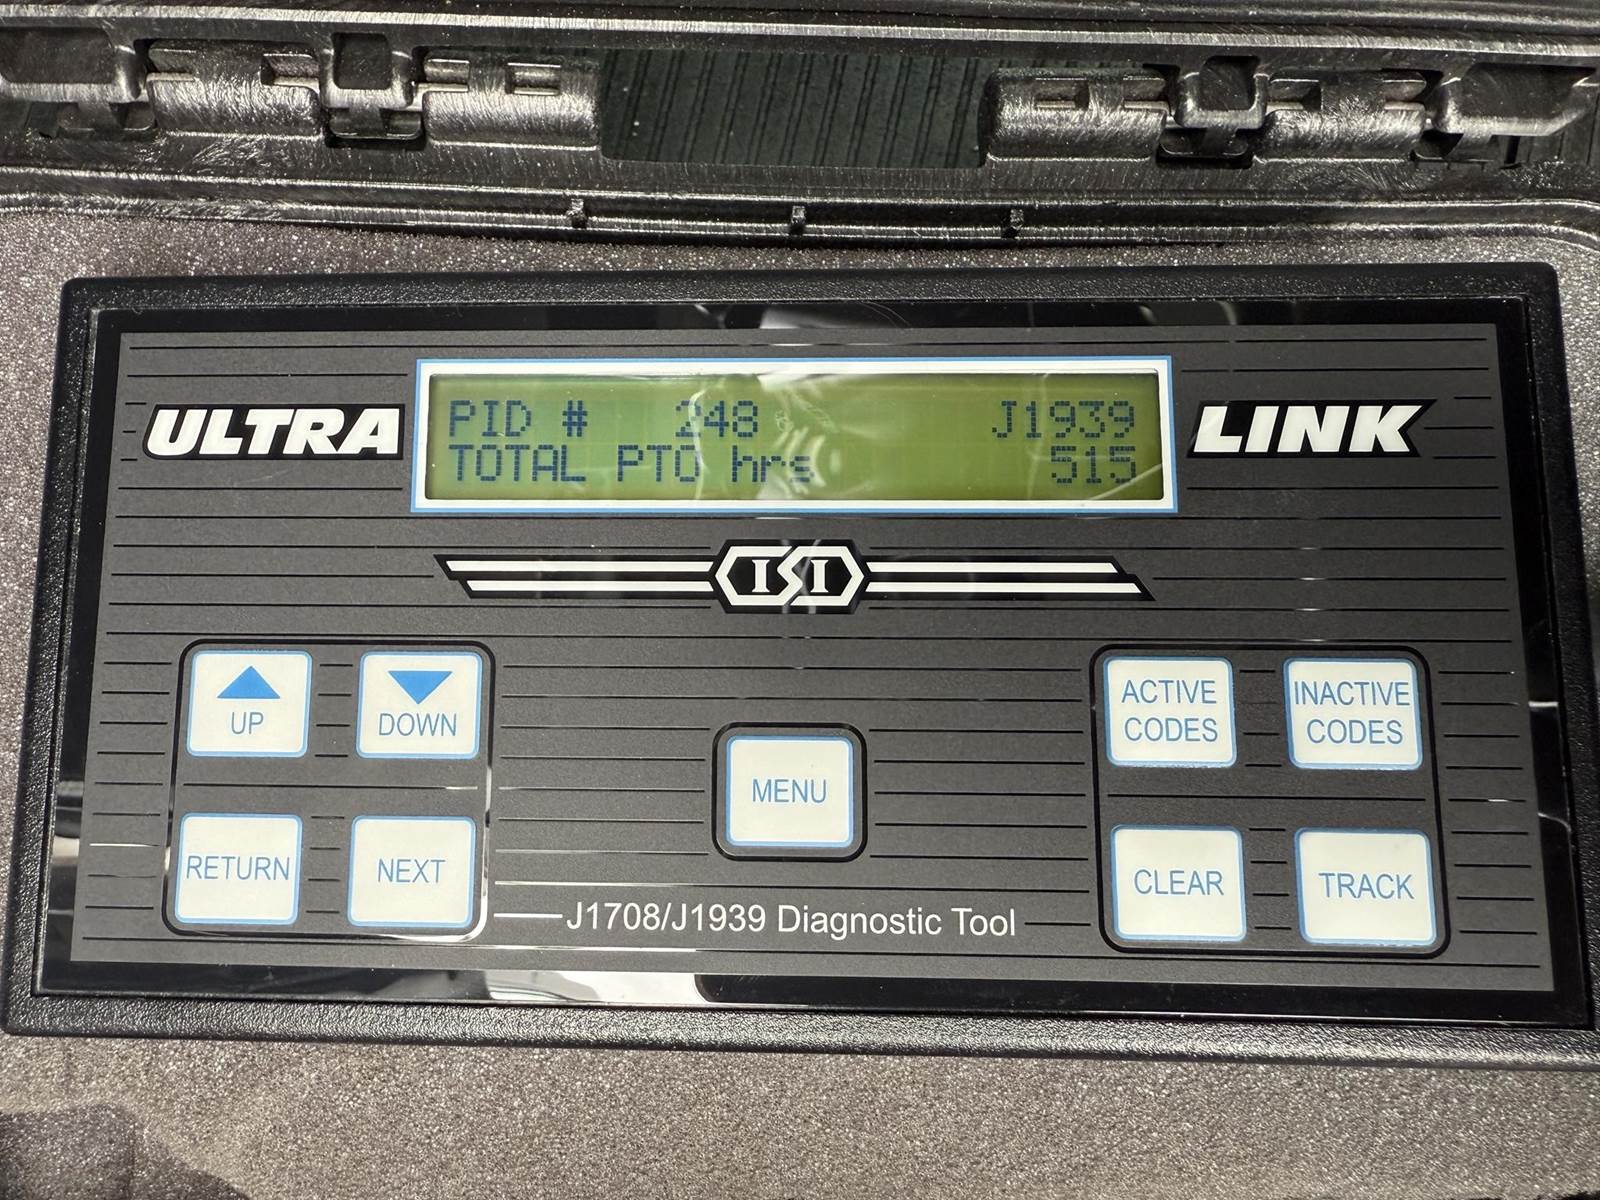 PID # 248 J1939
TOTAL PTO hrs 515
ULTRA LINK
ISI
UP
DOWN
RETURN
NEXT
MENU
ACTIVE
CODES
INACTIVE
CODES
CLEAR
TRACK
J1708/J1939 Diagnostic Tool